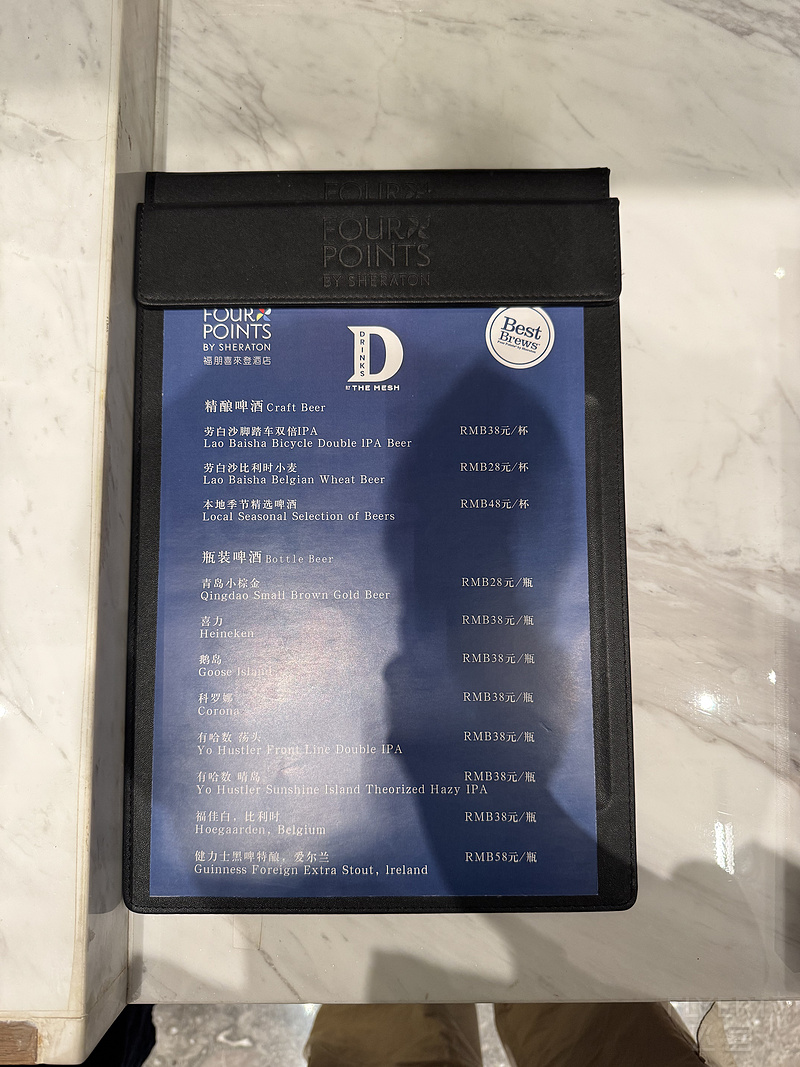 FOUR
FOUR
POINTS
BY SHERATON
FOUR
POINTS
BY SHERATON
福朋喜來登酒店
DRINKS
D
BY THE MESH
Best
Brews
精酿啤酒 Craft Beer
劳白沙脚踏车双倍IPA RMB38元/杯
Lao Baisha Bicycle Double IPA Beer
劳白沙比利时小麦 RMB28元/杯
Lao Baisha Belgian Wheat Beer
本地季节精选啤酒 RMB48元/杯
Local Seasonal Selection of Beers
瓶装啤酒 Bottle Beer
青岛小棕金 RMB28元/瓶
Qingdao Small Brown Gold Beer
喜力 RMB38元/瓶
Heineken
鹅岛 RMB38元/瓶
Goose Island
科罗娜 RMB38元/瓶
Corona
有哈数 荡头 RMB38元/瓶
Yo Hustler Front Line Double IPA
有哈数 晴岛 RMB38元/瓶
Yo Hustler Sunshine Island Theorized Hazy IPA
福佳白，比利时 RMB38元/瓶
Hoegaarden, Belgium
健力士黑啤特酿，爱尔兰 RMB58元/瓶
Guinness Foreign Extra Stout, Ireland